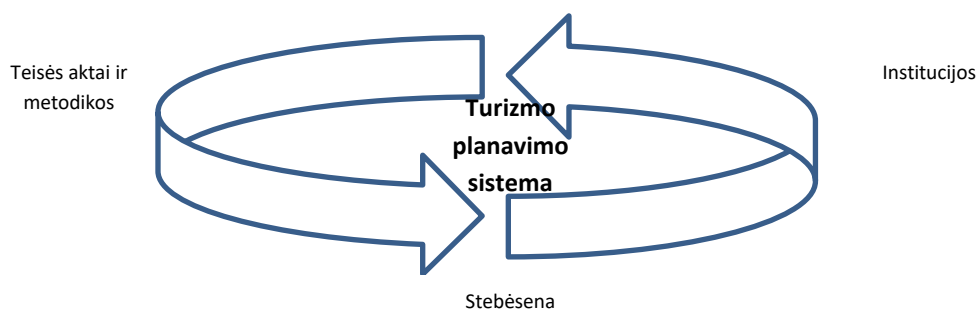 Teisės aktai ir
metodikos
Institucijos
Turizmo
planavimo
sistema
Stebėsena